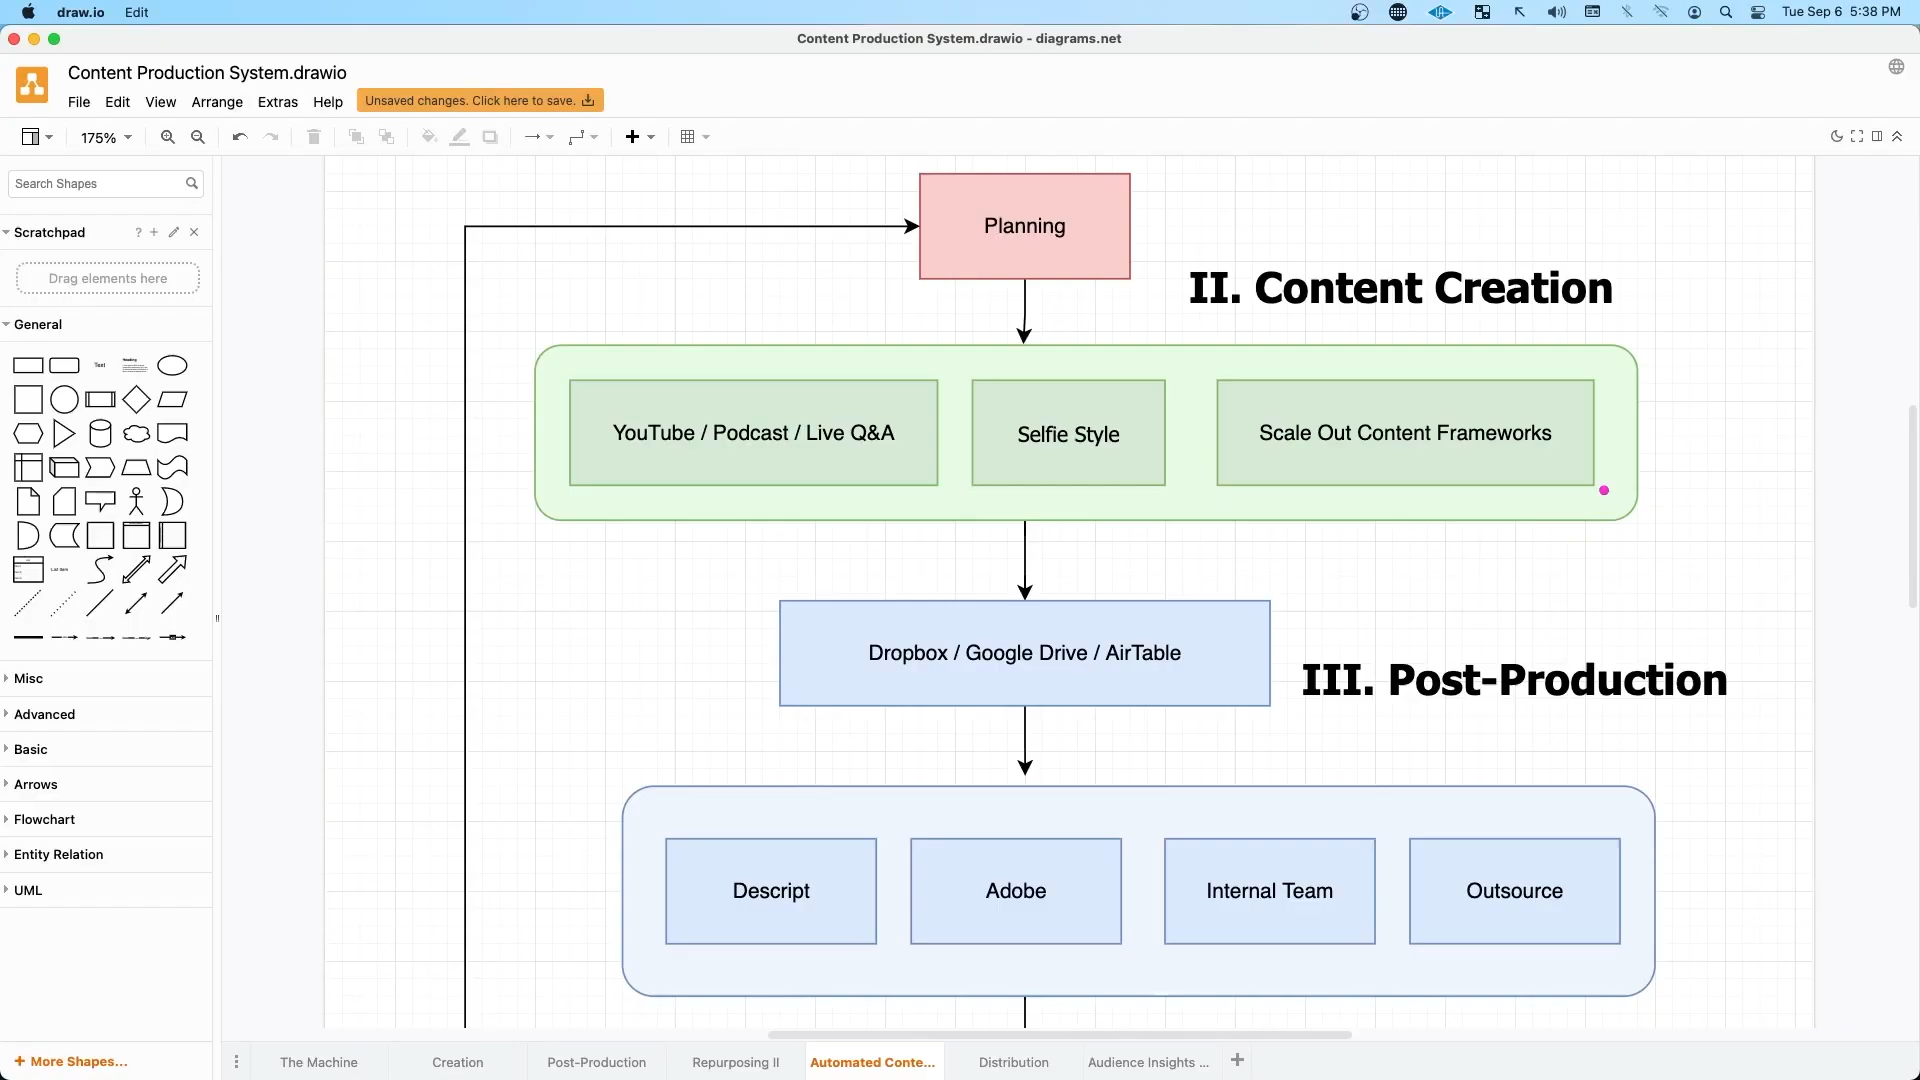 draw.io Edit Tue Sep 6 5:38 PM
Content Production System.drawio - diagrams.net
Content Production System.drawio
File Edit View Arrange Extras Help Unsaved changes. Click here to save.
175%
Search Shapes
Scratchpad ? +
Drag elements here
General
Text
Heading
List Item
Misc
Advanced
Basic
Arrows
Flowchart
Entity Relation
UML
+ More Shapes...
Planning
II. Content Creation
YouTube / Podcast / Live Q&A
Selfie Style
Scale Out Content Frameworks
Dropbox / Google Drive / AirTable
III. Post-Production
Descript
Adobe
Internal Team
Outsource
The Machine Creation Post-Production Repurposing II Automated Conte... Distribution Audience Insights ... +